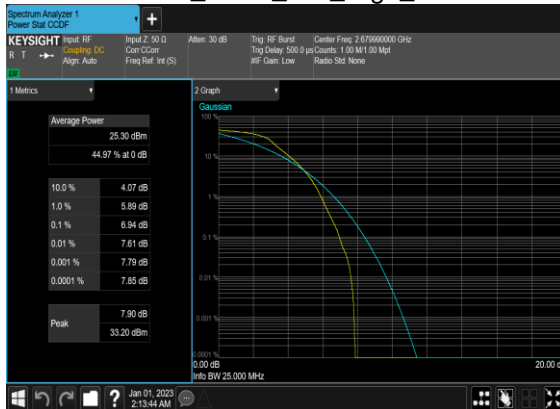 Spectrum Analyzer 1
Power Stat CCDF
KEYSIGHT
R T
Input: RF
Coupling: DC
Align: Auto
Input Z: 50 Ω
Corr CCorr
Freq Ref: Int (S)
Atten: 30 dB
Trig: RF Burst
Trig Delay: 500.0 µs
#IF Gain: Low
Center Freq: 2.679990000 GHz
Counts: 1.00 M/1.00 Mpt
Radio Std: None
1 Metrics
Average Power
25.30 dBm
44.97 % at 0 dB
10.0 % 4.07 dB
1.0 % 5.89 dB
0.1 % 6.94 dB
0.01 % 7.61 dB
0.001 % 7.79 dB
0.0001 % 7.85 dB
Peak
7.90 dB
33.20 dBm
2 Graph
Gaussian
100 %
10 %
1 %
0.1 %
0.01 %
0.001 %
0.0001 %
0.00 dB
20.00
Info BW 25.000 MHz
?
Jan 01, 2023
2:13:44 AM